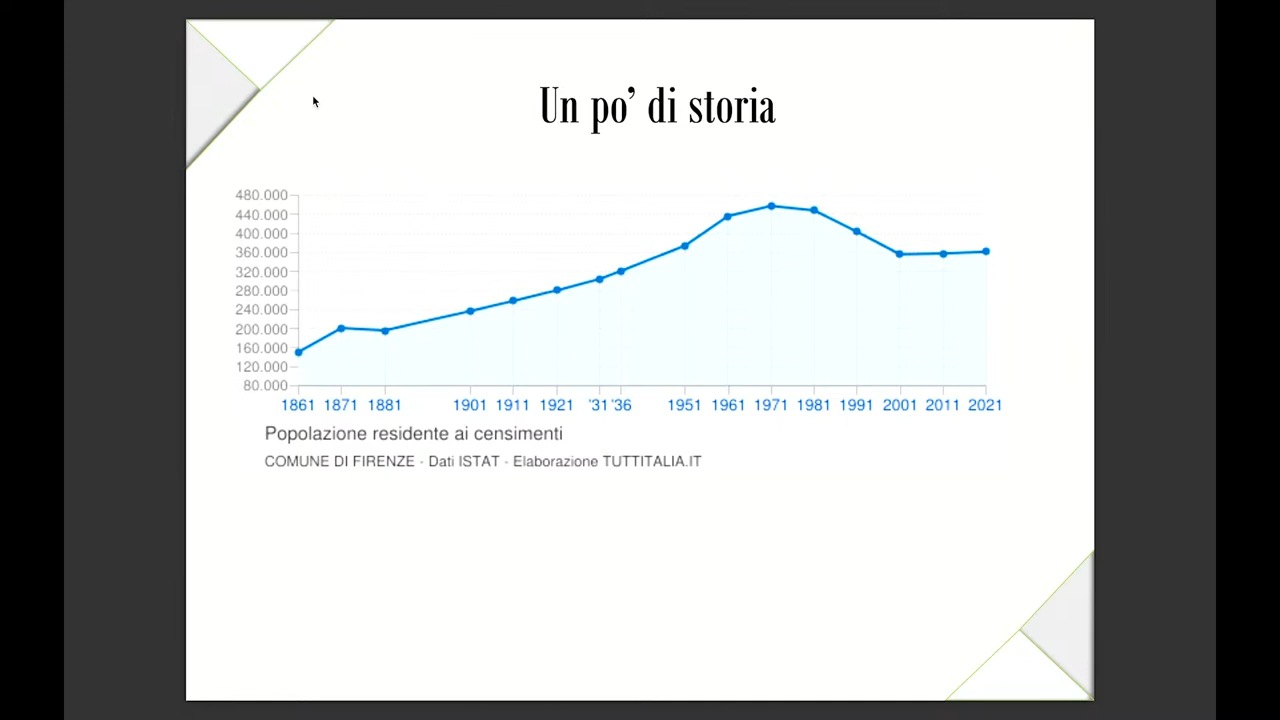 Un po’ di storia
480.000
440.000
400.000
360.000
320.000
280.000
240.000
200.000
160.000
120.000
80.000
1861 1871 1881 1901 1911 1921 '31 '36 1951 1961 1971 1981 1991 2001 2011 2021
Popolazione residente ai censimenti
COMUNE DI FIRENZE - Dati ISTAT - Elaborazione TUTTITALIA.IT